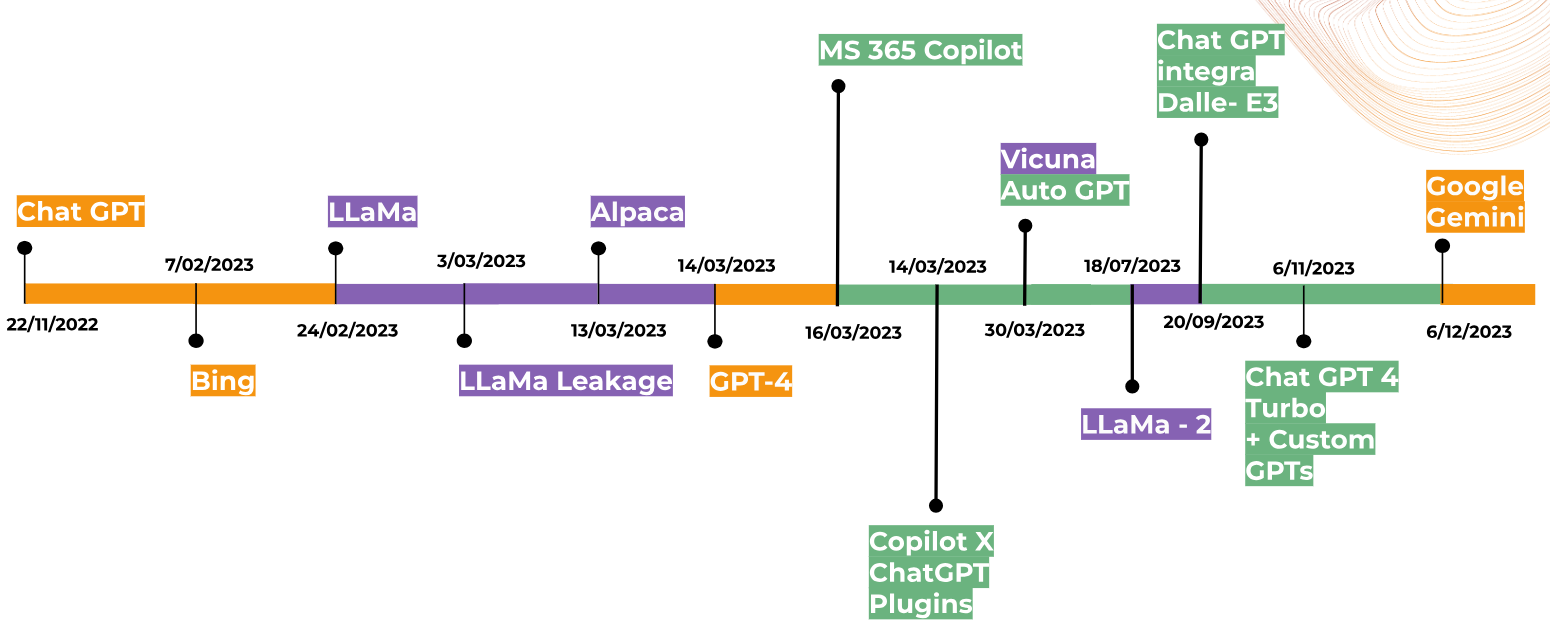 MS 365 Copilot
Chat GPT
integra
Dalle- E3
Vicuna
Auto GPT
Google
Gemini
Chat GPT
LLaMa
Alpaca
7/02/2023
3/03/2023
14/03/2023
14/03/2023
18/07/2023
6/11/2023
22/11/2022
24/02/2023
13/03/2023
16/03/2023
30/03/2023
20/09/2023
6/12/2023
Bing
LLaMa Leakage
GPT-4
LLaMa - 2
Chat GPT 4
Turbo
+ Custom
GPTs
Copilot X
ChatGPT
Plugins